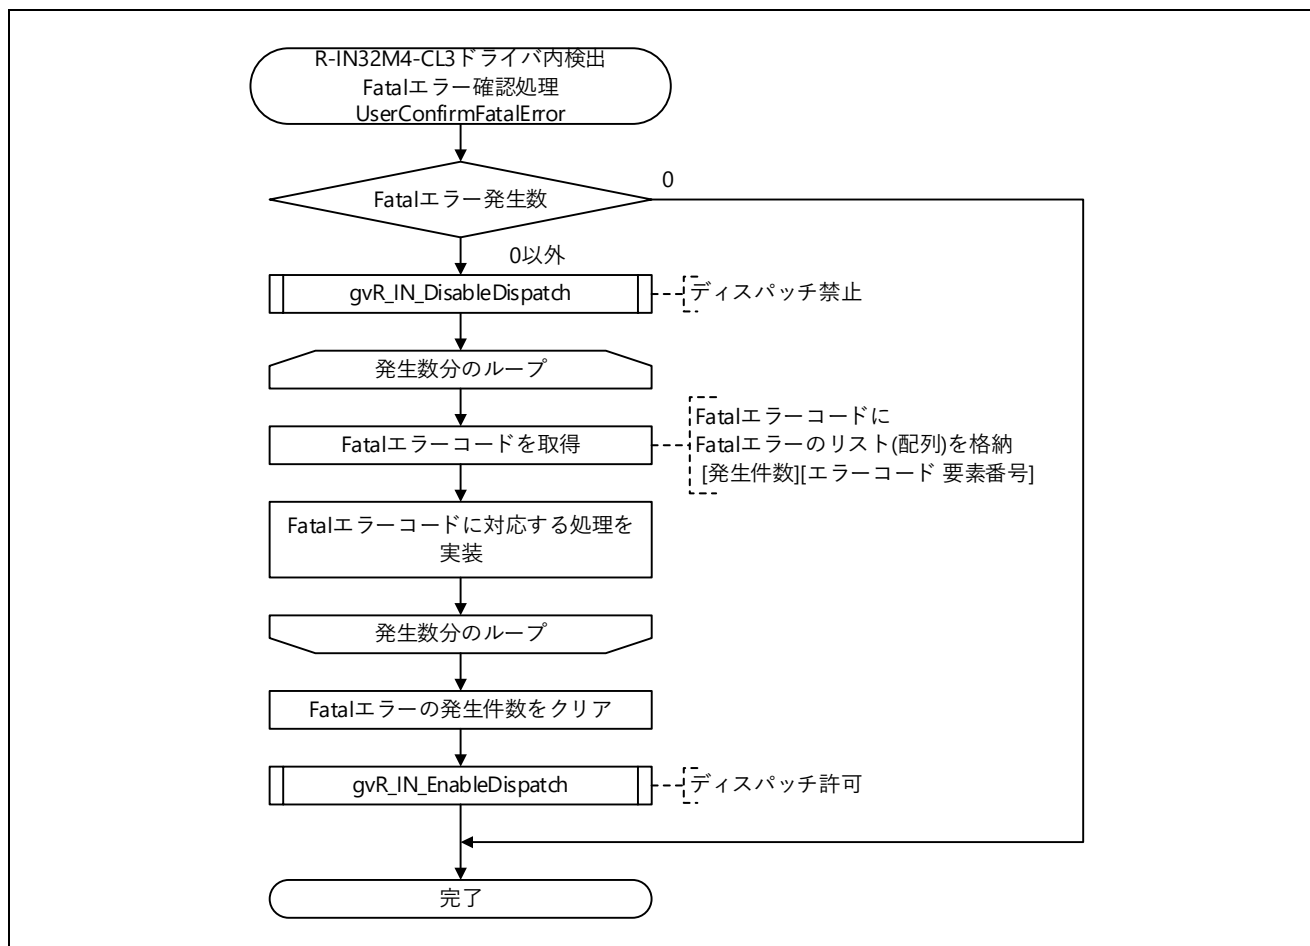 R-IN32M4-CL3ドライバ内検出
Fatalエラー確認処理
UserConfirmFatalError
Fatalエラー発生数
0
0以外
gvR_IN_DisableDispatch
ディスパッチ禁止
発生数分のループ
Fatalエラーコードを取得
Fatalエラーコードに
Fatalエラーのリスト(配列)を格納
[発生件数][エラーコード 要素番号]
Fatalエラーコードに対応する処理を
実装
発生数分のループ
Fatalエラーの発生件数をクリア
gvR_IN_EnableDispatch
ディスパッチ許可
完了